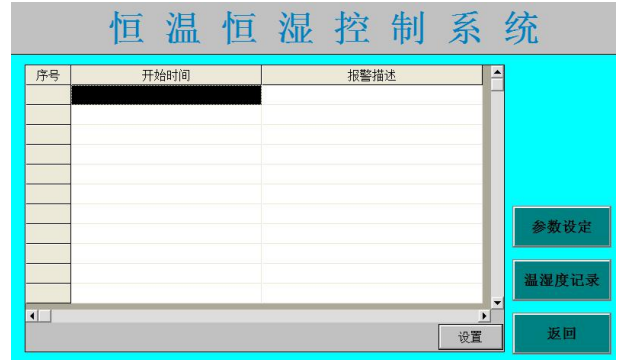 恒温恒湿控制系统
序号 开始时间 报警描述
参数设定
温湿度记录
设置 返回